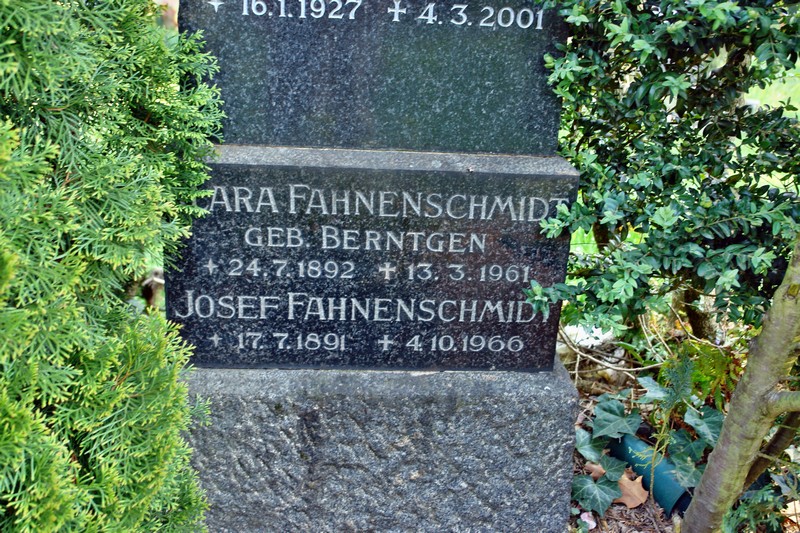 * 16.1.1927 ✝ 4.3.2001
ARA FAHNENSCHMIDT
GEB. BERNTGEN
* 24.7.1892 ✝ 13.3.1961
JOSEF FAHNENSCHMIDT
* 17.7.1891 ✝ 4.10.1966